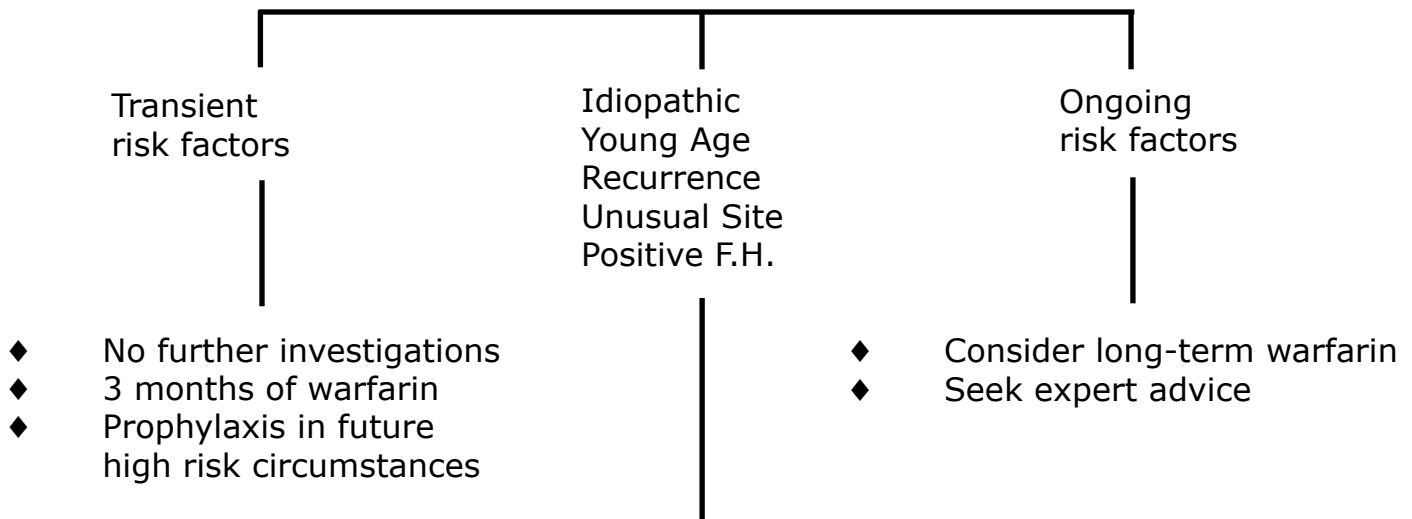 Transient
risk factors
Idiopathic
Young Age
Recurrence
Unusual Site
Positive F.H.
Ongoing
risk factors
♦ No further investigations
♦ 3 months of warfarin
♦ Prophylaxis in future
high risk circumstances
♦ Consider long-term warfarin
♦ Seek expert advice